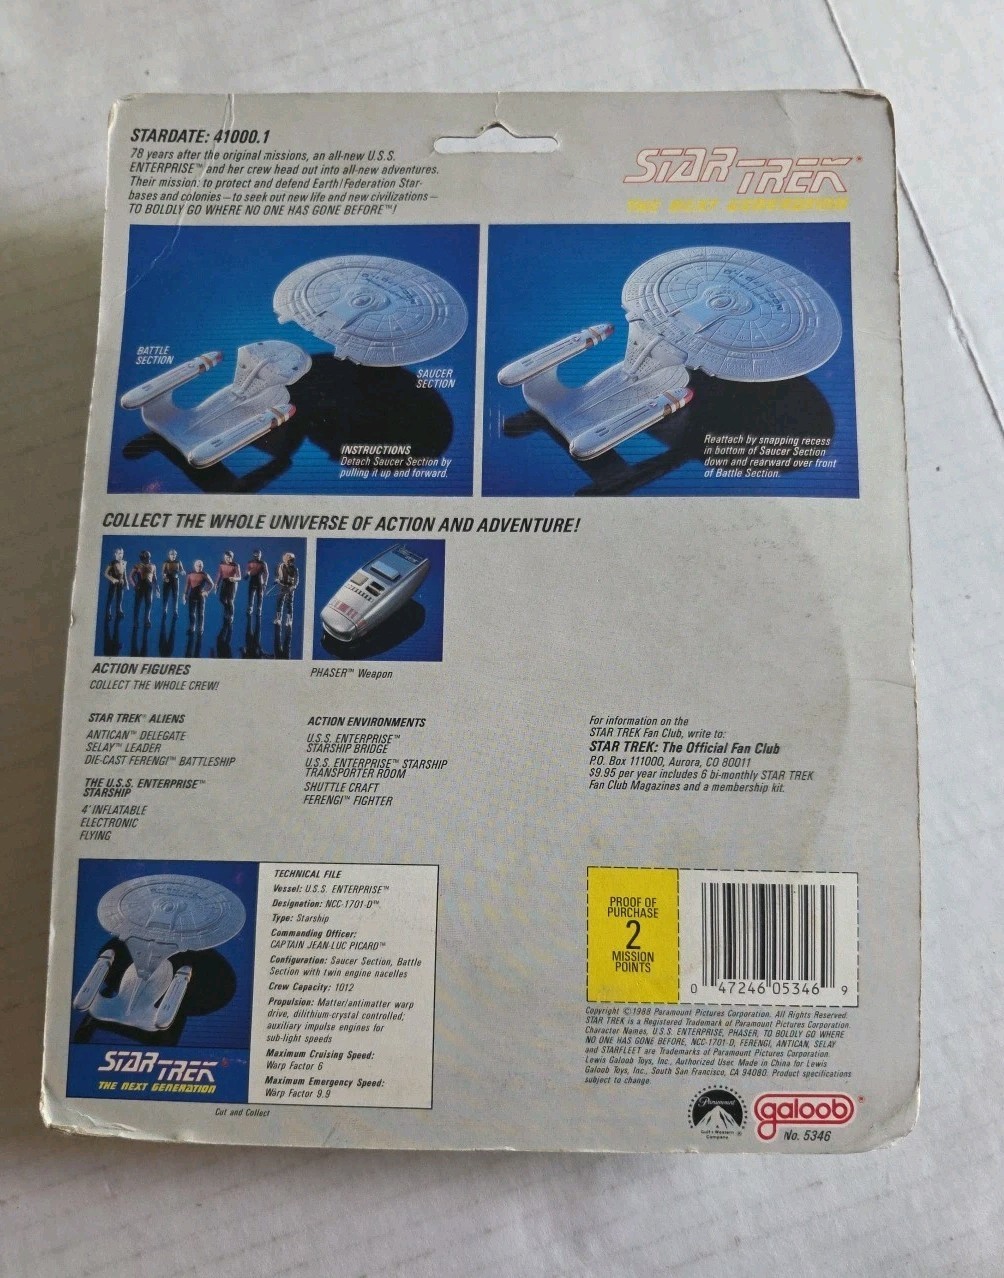 STARDATE: 41000.1
78 years after the original missions, an all-new U.S.S.
ENTERPRISE™ and her crew head out into all-new adventures.
Their mission: to protect and defend Earth/Federation Star-
bases and colonies—to seek out new life and new civilizations—
TO BOLDLY GO WHERE NO ONE HAS GONE BEFORE™!
STAR TREK®
THE NEXT GENERATION
BATTLE
SECTION
SAUCER
SECTION
INSTRUCTIONS
Detach Saucer Section by
pulling it up and forward.
Reattach by snapping recess
in bottom of Saucer Section
down and rearward over front
of Battle Section.
COLLECT THE WHOLE UNIVERSE OF ACTION AND ADVENTURE!
ACTION FIGURES
COLLECT THE WHOLE CREW!
PHASER™ Weapon
STAR TREK® ALIENS
ANTICAN™ DELEGATE
SELAY™ LEADER
DIE-CAST FERENGI™ BATTLESHIP
THE U.S.S. ENTERPRISE™
STARSHIP
4' INFLATABLE
ELECTRONIC
FLYING
ACTION ENVIRONMENTS
U.S.S. ENTERPRISE™
STARSHIP BRIDGE
U.S.S. ENTERPRISE™ STARSHIP
TRANSPORTER ROOM
SHUTTLE CRAFT
FERENGI™ FIGHTER
For information on the
STAR TREK Fan Club, write to:
STAR TREK: The Official Fan Club
P.O. Box 111000, Aurora, CO 80011
$9.95 per year includes 6 bi-monthly STAR TREK
Fan Club Magazines and a membership kit.
TECHNICAL FILE
Vessel: U.S.S. ENTERPRISE™
Designation: NCC-1701-D™
Type: Starship
Commanding Officer:
CAPTAIN JEAN-LUC PICARD™
Configuration: Saucer Section, Battle
Section with twin engine nacelles
Crew Capacity: 1012
Propulsion: Matter/antimatter warp
drive, dilithium-crystal controlled;
auxiliary impulse engines for
sub-light speeds
Maximum Cruising Speed:
Warp Factor 6
Maximum Emergency Speed:
Warp Factor 9.9
STAR TREK
THE NEXT GENERATION
Cut and Collect
PROOF OF
PURCHASE
2
MISSION
POINTS
0 47246 05346 9
Copyright ©1988 Paramount Pictures Corporation. All Rights Reserved.
STAR TREK is a Registered Trademark of Paramount Pictures Corporation.
Character Names, U.S.S. ENTERPRISE, PHASER, TO BOLDLY GO WHERE
NO ONE HAS GONE BEFORE, NCC-1701-D, FERENGI, ANTICAN, SELAY
and STARFLEET are Trademarks of Paramount Pictures Corporation.
Lewis Galoob Toys, Inc., Authorized User. Made in China for Lewis
Galoob Toys, Inc., South San Francisco, CA 94080. Product specifications
subject to change.
Paramount
Gulf+Western
Company
galoob®
No. 5346